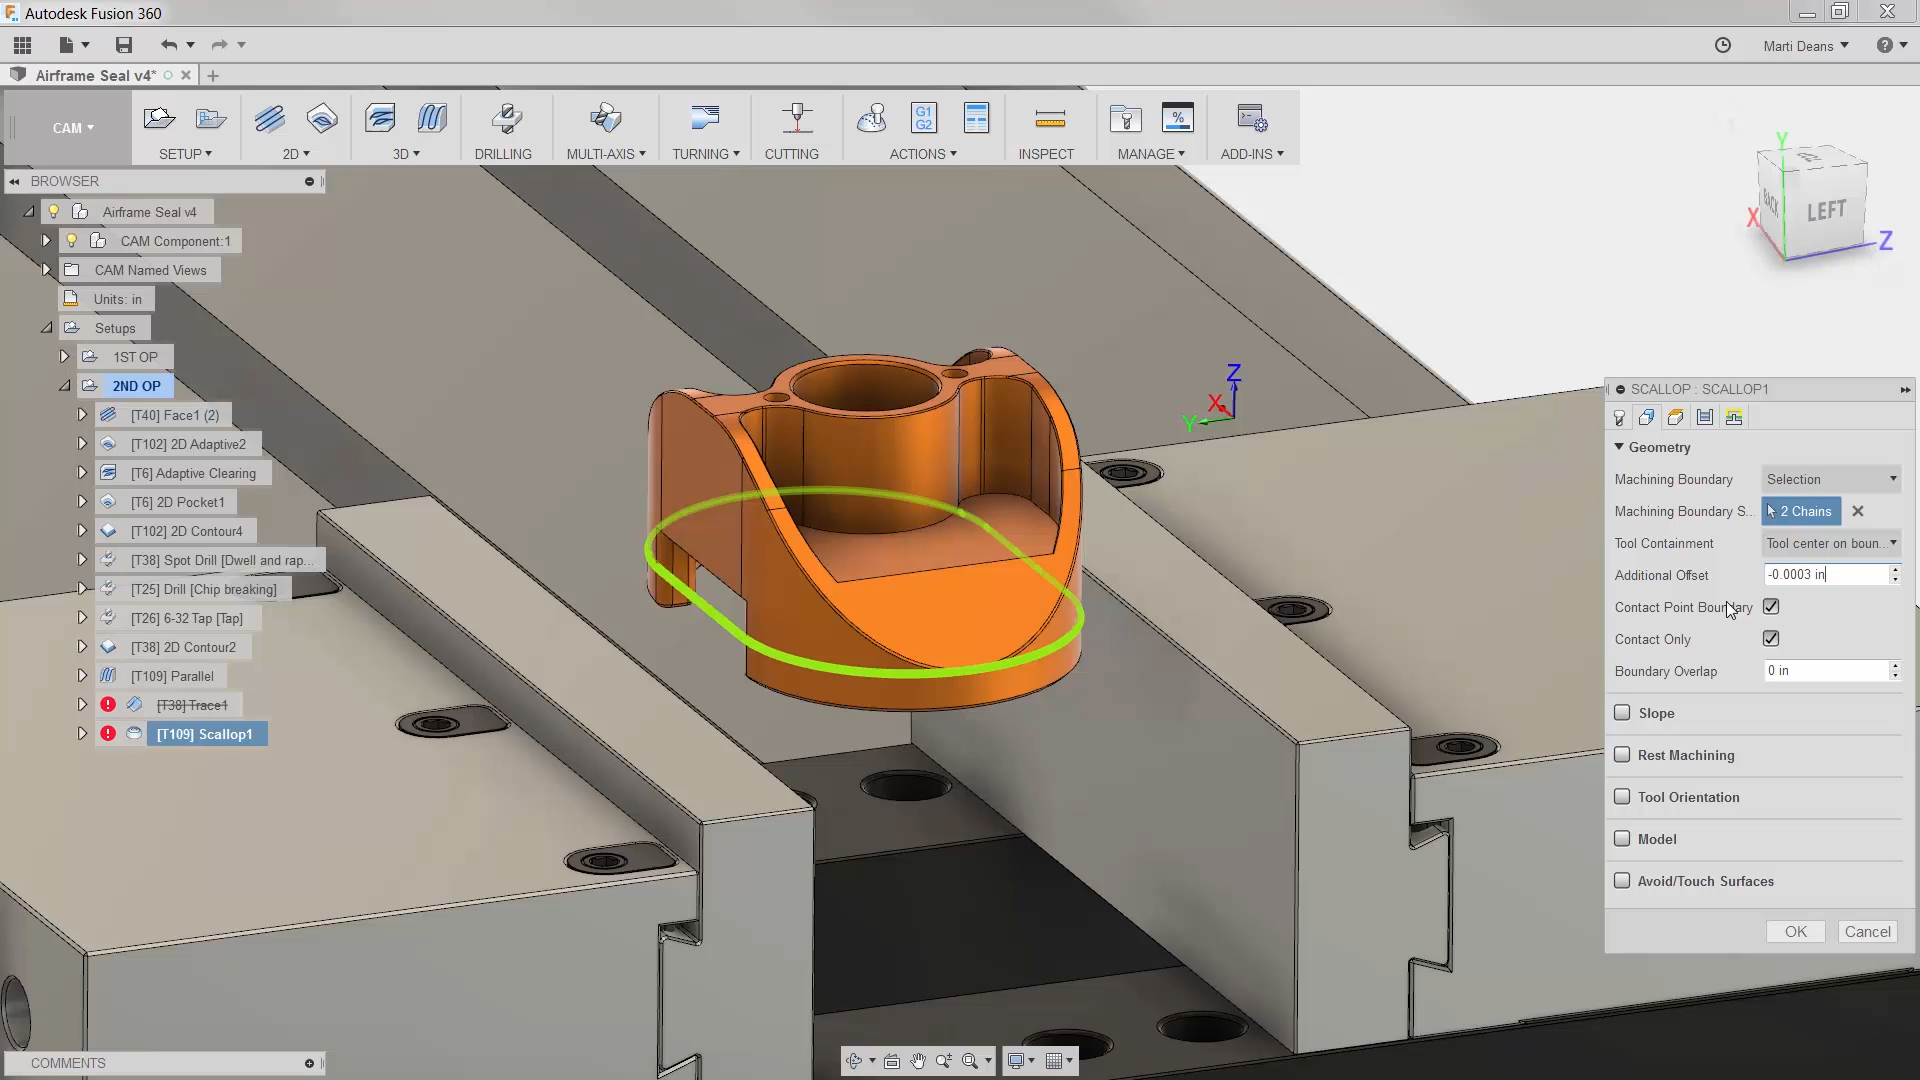 Autodesk Fusion 360
Marti Deans
Airframe Seal v4*
CAM
G1
G2
%
SETUP
2D
3D
DRILLING
MULTI-AXIS
TURNING
CUTTING
ACTIONS
INSPECT
MANAGE
ADD-INS
BROWSER
Airframe Seal v4
CAM Component:1
CAM Named Views
Units: in
Setups
1ST OP
2ND OP
[T40] Face1 (2)
[T102] 2D Adaptive2
[T6] Adaptive Clearing
[T6] 2D Pocket1
[T102] 2D Contour4
[T38] Spot Drill [Dwell and rap...
[T25] Drill [Chip breaking]
[T26] 6-32 Tap [Tap]
[T38] 2D Contour2
[T109] Parallel
[T38] Trace1
[T109] Scallop1
Z
X
Y
Y
BACK
LEFT
X
Z
SCALLOP : SCALLOP1
Geometry
Machining Boundary Selection
Machining Boundary S... 2 Chains
Tool Containment Tool center on boun...
Additional Offset -0.0003 in
Contact Point Boundary
Contact Only
Boundary Overlap 0 in
Slope
Rest Machining
Tool Orientation
Model
Avoid/Touch Surfaces
OK Cancel
COMMENTS